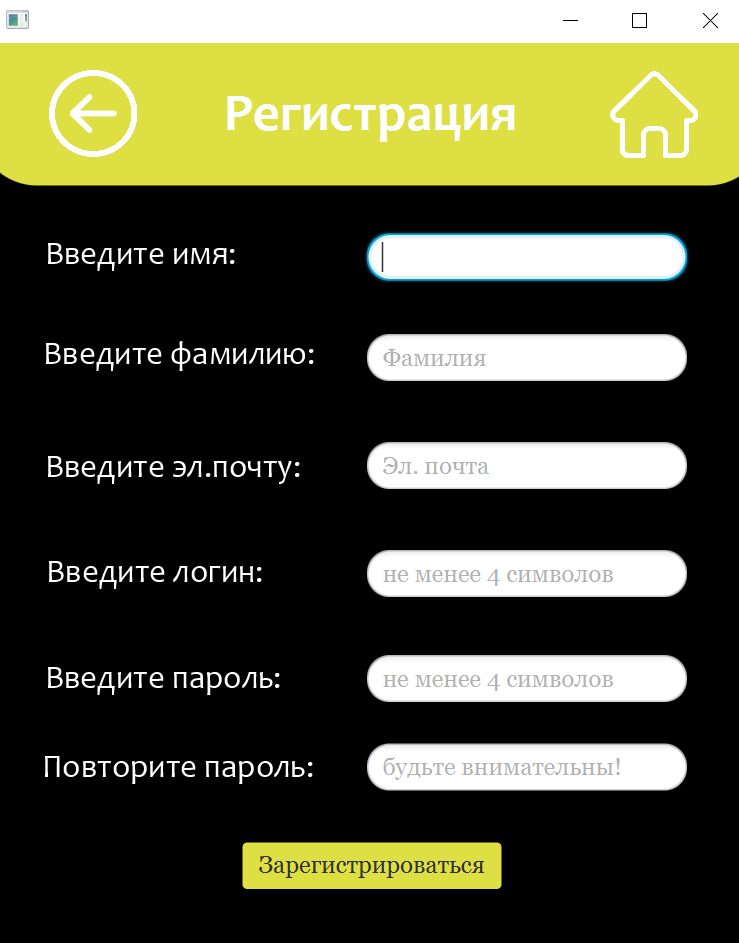 Регистрация
Введите имя:
Введите фамилию:
Фамилия
Введите эл.почту:
Эл. почта
Введите логин:
не менее 4 символов
Введите пароль:
не менее 4 символов
Повторите пароль:
будьте внимательны!
Зарегистрироваться